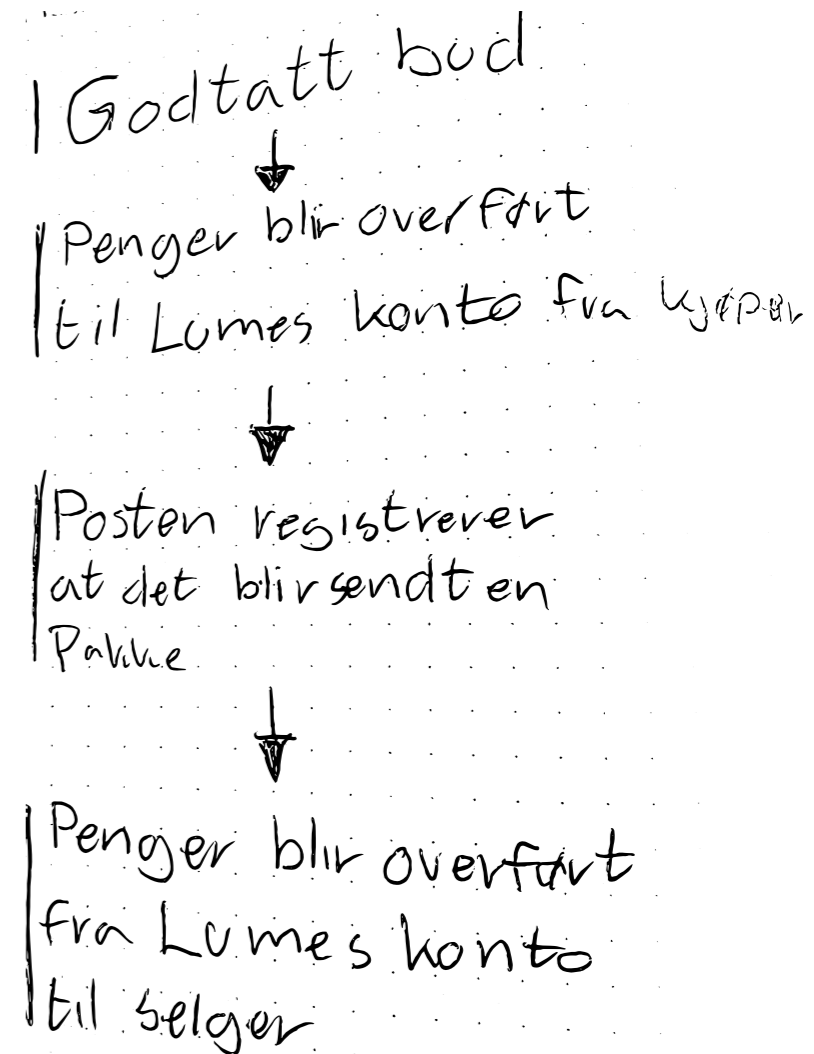 Godtatt bud
Penger blir overført
til Lumes konto fra kjøper
Posten registrerer
at det blir sendt en
Pakke
Penger blir overført
fra Lumes konto
til selger